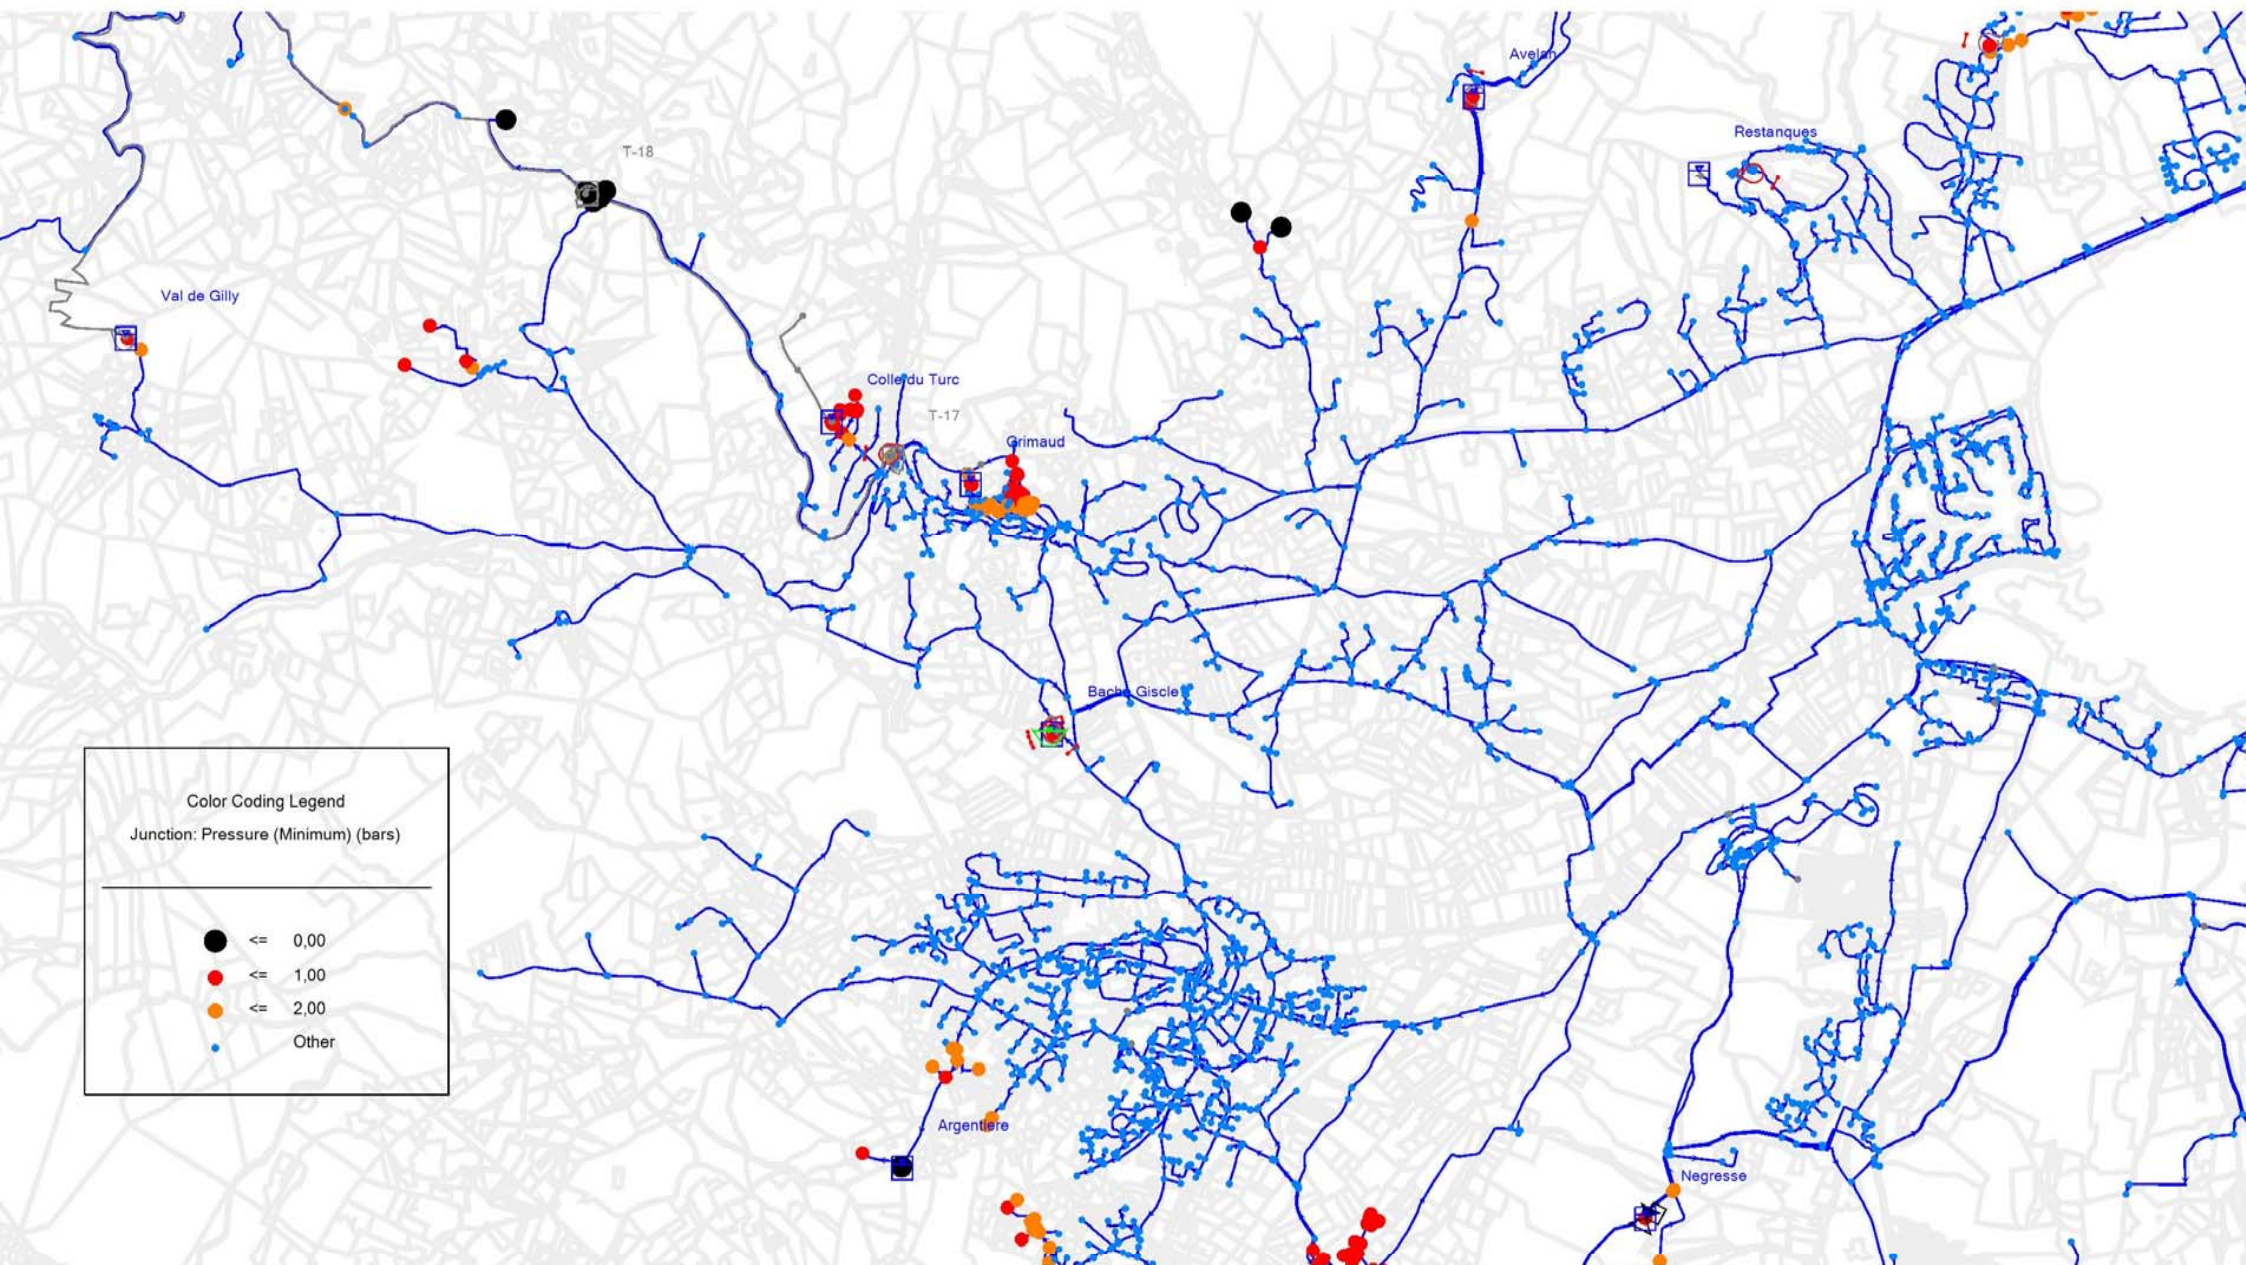 Avelan
Restanques
T-18
Val de Gilly
Colle du Turc
T-17
Grimaud
Bache Giscle
Color Coding Legend
Junction: Pressure (Minimum) (bars)
<= 0,00
<= 1,00
<= 2,00
Other
Argentiere
Negresse